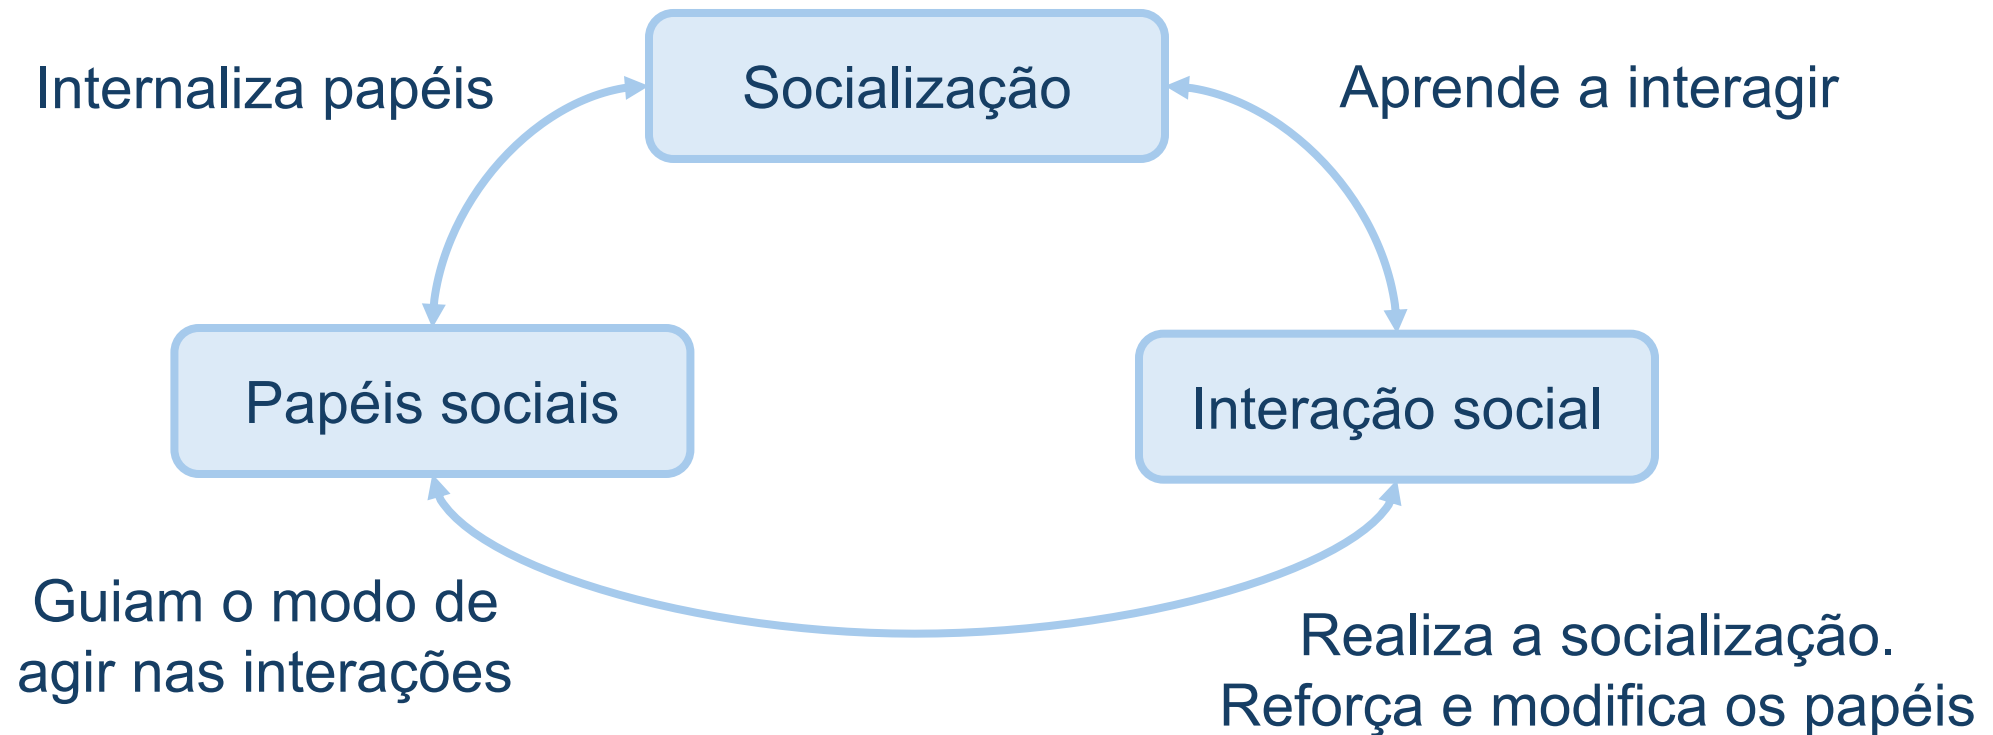 Socialização
Internaliza papéis
Aprende a interagir
Papéis sociais
Interação social
Guiam o modo de
agir nas interações
Realiza a socialização.
Reforça e modifica os papéis